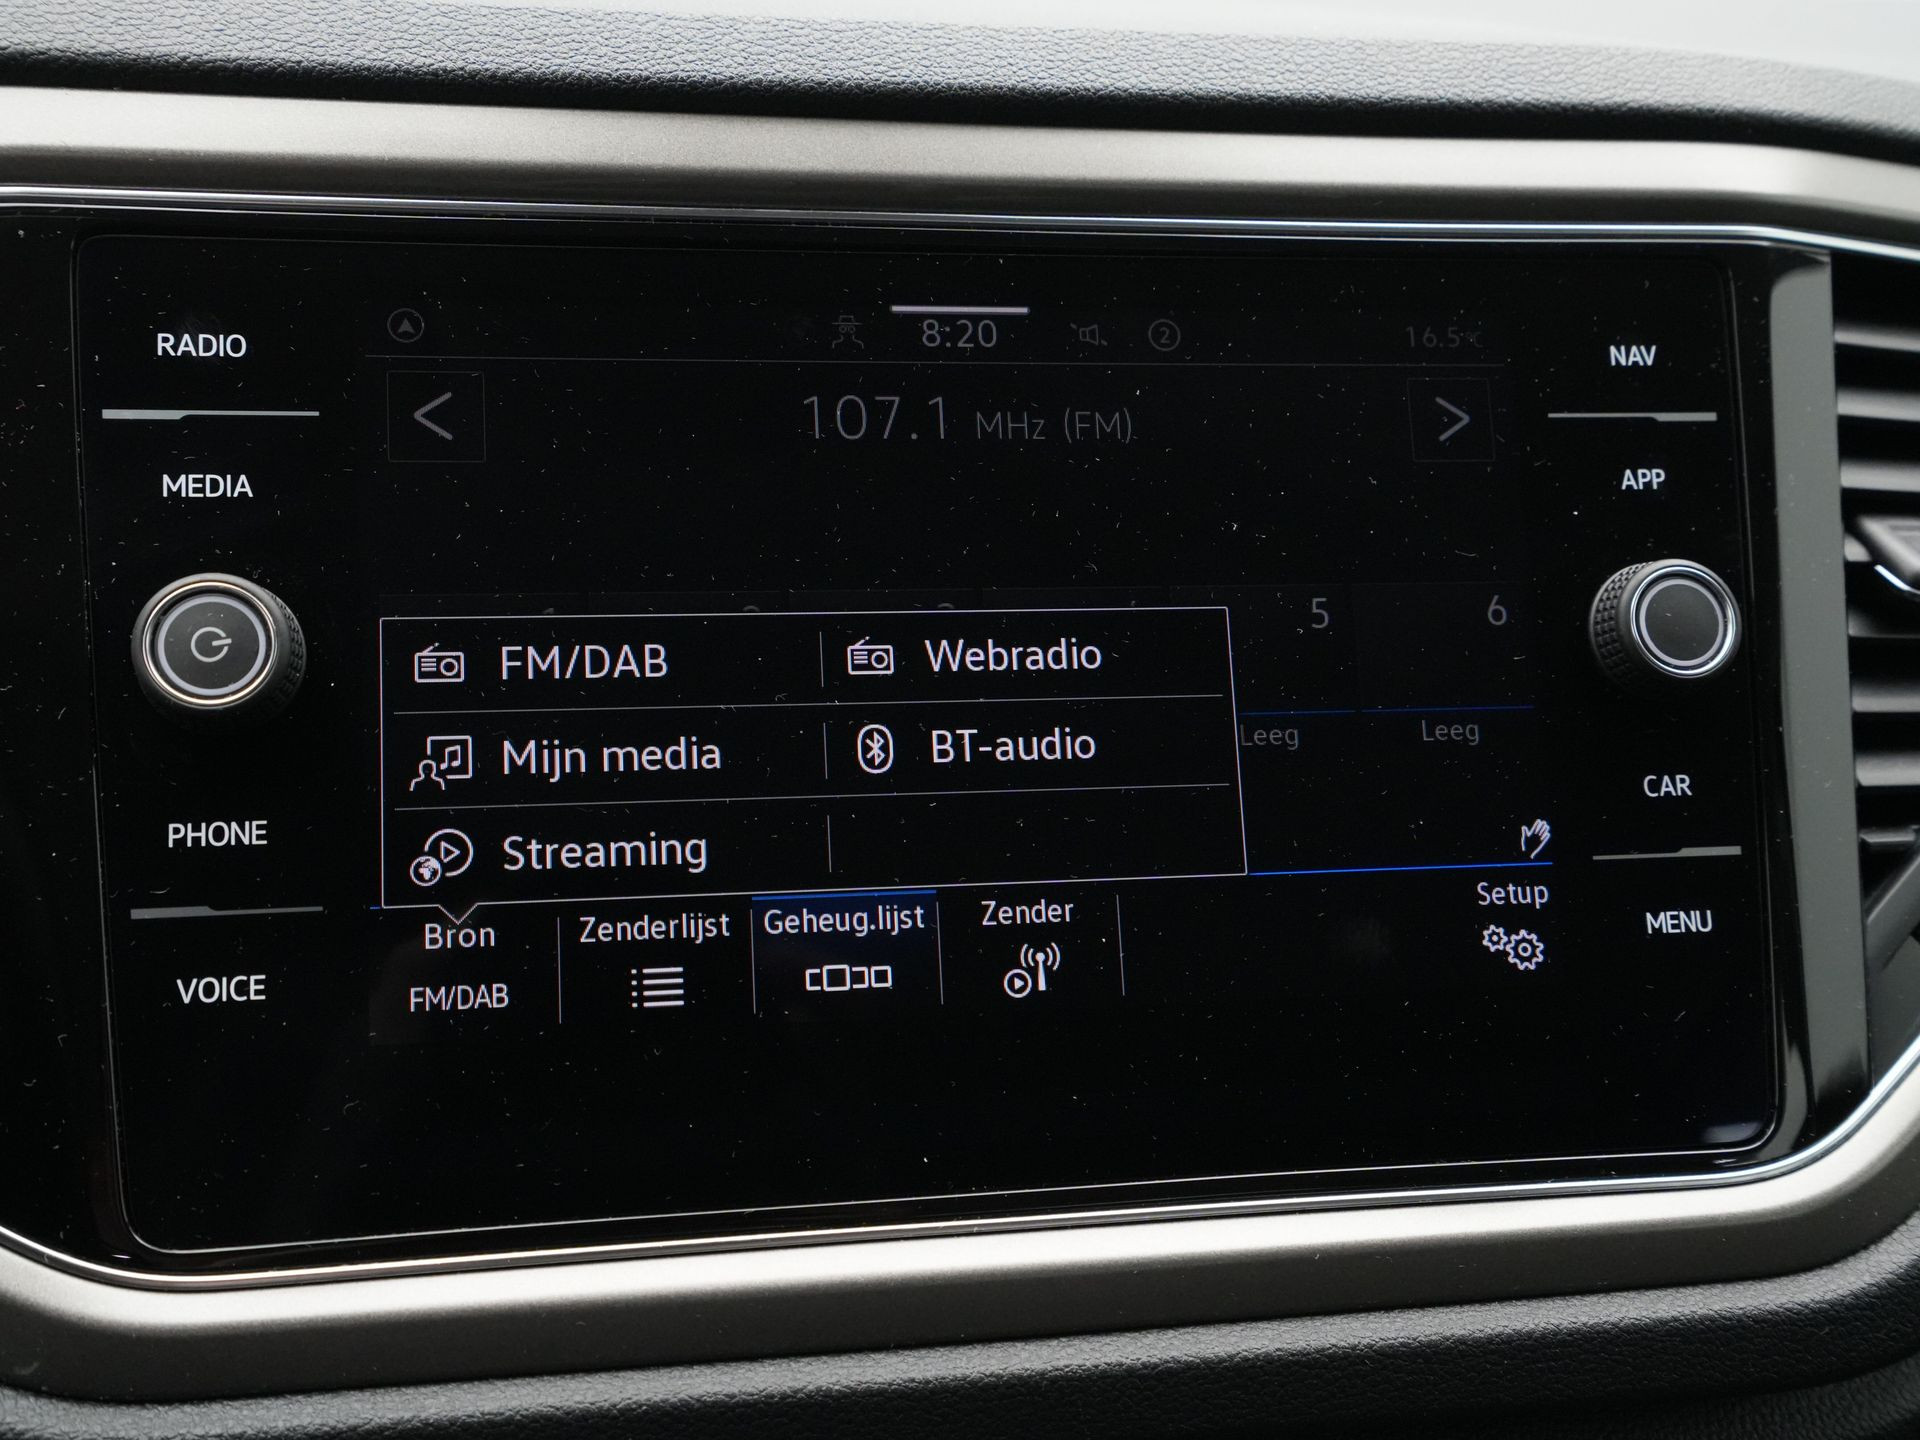 RADIO
MEDIA
PHONE
VOICE
8:20
2
16.5°C
107.1 MHz (FM)
5
6
FM/DAB
Webradio
Mijn media
BT-audio
Streaming
Leeg
Leeg
Bron
FM/DAB
Zenderlijst
Geheug.lijst
Zender
Setup
NAV
APP
CAR
MENU